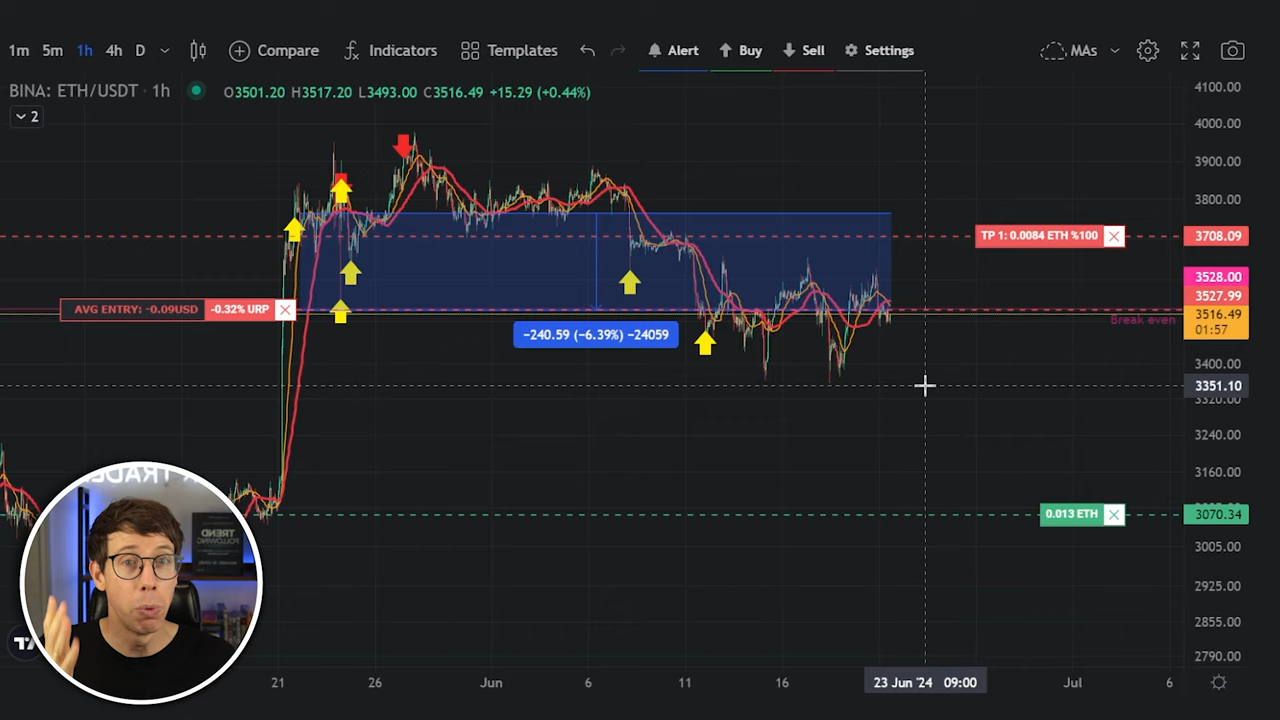 1m 5m 1h 4h D Compare Indicators Templates Alert Buy Sell Settings MAs
BINA: ETH/USDT · 1h O3501.20 H3517.20 L3493.00 C3516.49 +15.29 (+0.44%)
2
4100.00
4000.00
3900.00
3800.00
TP 1: 0.0084 ETH %100
3708.09
3528.00
3527.99
AVG ENTRY: -0.09USD -0.32% URP
3516.49
01:57
Break even
−240.59 (−6.39%) −24059
3400.00
3351.10
3320.00
3240.00
3160.00
0.013 ETH
3070.34
3005.00
2925.00
2855.00
2790.00
TREND
FOLLOWING
21 26 Jun 6 11 16 23 Jun '24 09:00 Jul 6